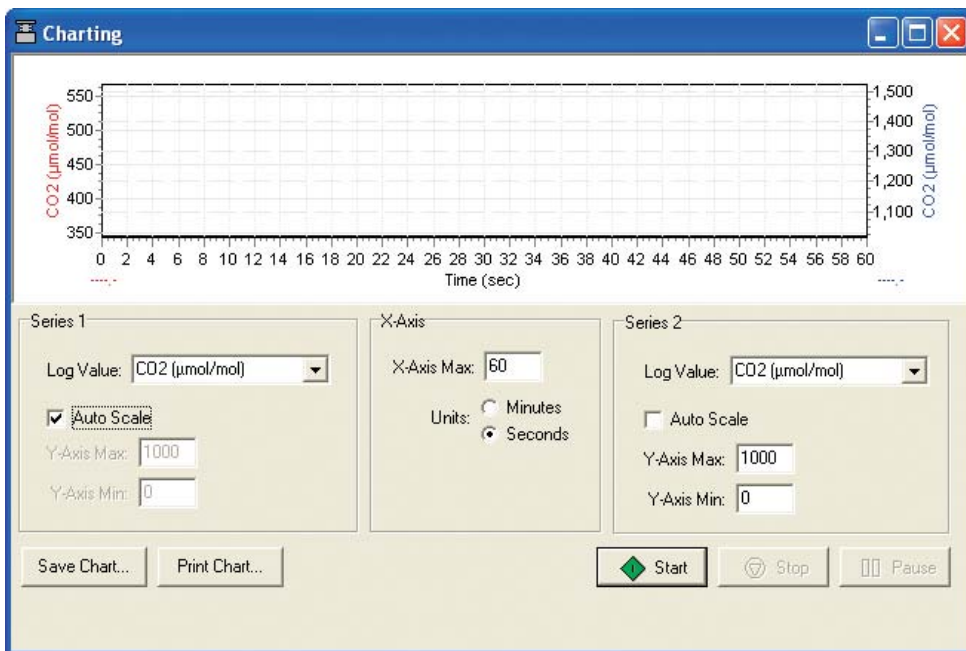 Charting
550
500
450
400
350
CO2 (µmol/mol)
1,500
1,400
1,300
1,200
1,100
CO2 (µmol/mol)
0 2 4 6 8 10 12 14 16 18 20 22 24 26 28 30 32 34 36 38 40 42 44 46 48 50 52 54 56 58 60
----.- Time (sec) ----.-
Series 1
Log Value: CO2 (µmol/mol)
Auto Scale
Y-Axis Max: 1000
Y-Axis Min: 0
X-Axis
X-Axis Max: 60
Units: Minutes
Seconds
Series 2
Log Value: CO2 (µmol/mol)
Auto Scale
Y-Axis Max: 1000
Y-Axis Min: 0
Save Chart... Print Chart... Start Stop Pause